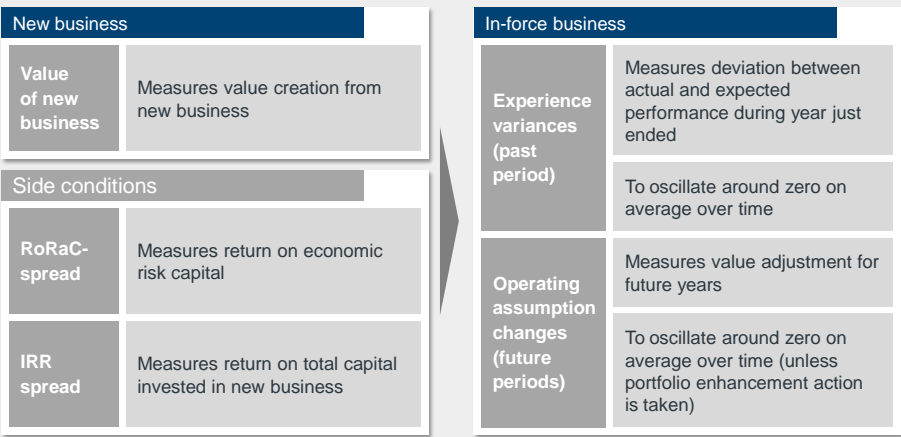 New business
Value
of new
business
Measures value creation from
new business
Side conditions
RoRaC-
spread
Measures return on economic
risk capital
IRR
spread
Measures return on total capital
invested in new business
In-force business
Experience
variances
(past
period)
Measures deviation between
actual and expected
performance during year just
ended
To oscillate around zero on
average over time
Operating
assumption
changes
(future
periods)
Measures value adjustment for
future years
To oscillate around zero on
average over time (unless
portfolio enhancement action
is taken)